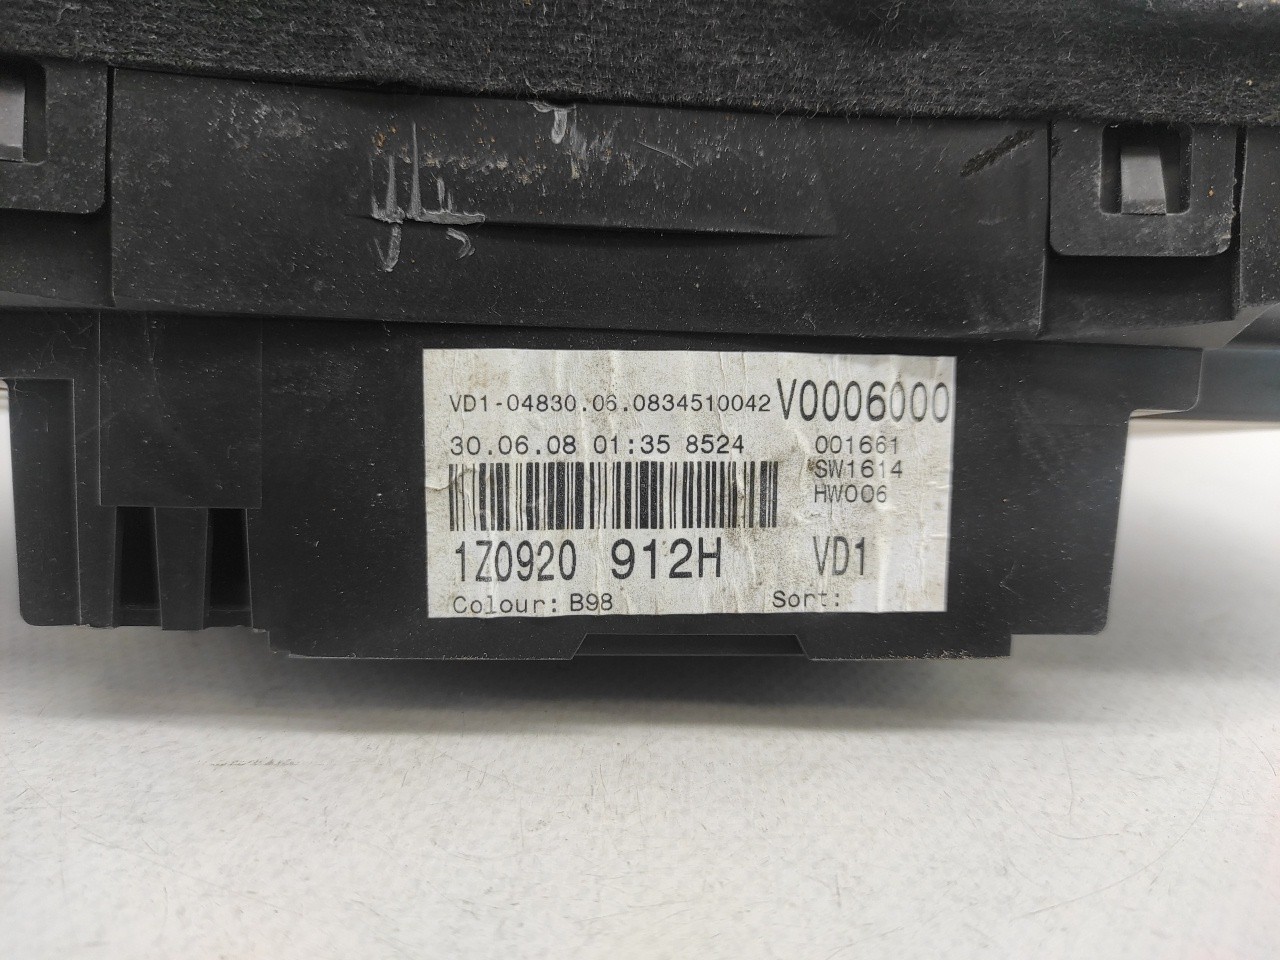 VD1-04830.06.0834510042 V0006000
30.06.08 01:35 8524 001661
SW1614
HW006
1Z0920 912H VD1
Colour: B98 Sort: